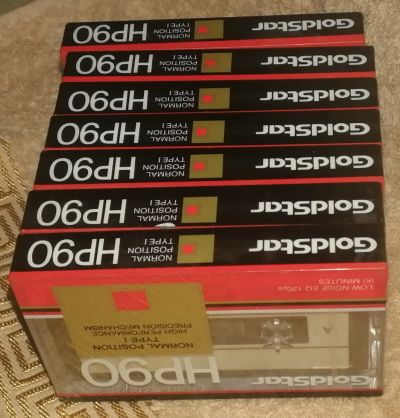 HP90
A
NORMAL POSITION
TYPE I
HIGH PERFORMANCE
PRECISION MECHANISM
LOW NOISE EQ 120µs
90 MINUTES
GoldStar NORMAL POSITION TYPE I HP90
GoldStar NORMAL POSITION TYPE I HP90
GoldStar NORMAL POSITION TYPE I HP90
GoldStar NORMAL POSITION TYPE I HP90
GoldStar NORMAL POSITION TYPE I HP90
GoldStar NORMAL POSITION TYPE I HP90
GoldStar NORMAL POSITION TYPE I HP90